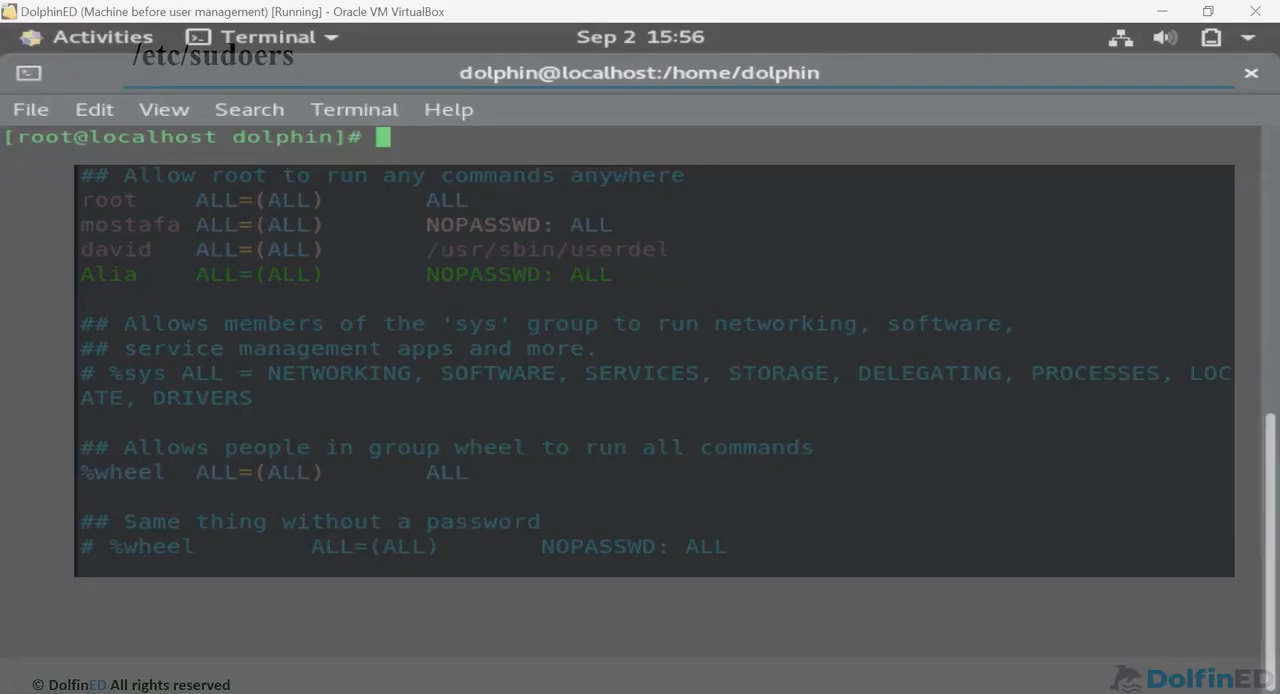 DolphinED (Machine before user management) [Running] - Oracle VM VirtualBox
Activities Terminal Sep 2 15:56
/etc/sudoers
dolphin@localhost:/home/dolphin
File Edit View Search Terminal Help
[root@localhost dolphin]#
## Allow root to run any commands anywhere
root ALL=(ALL) ALL
mostafa ALL=(ALL) NOPASSWD: ALL
david ALL=(ALL) /usr/sbin/userdel
Alia ALL=(ALL) NOPASSWD: ALL
## Allows members of the 'sys' group to run networking, software,
## service management apps and more.
# %sys ALL = NETWORKING, SOFTWARE, SERVICES, STORAGE, DELEGATING, PROCESSES, LOC
ATE, DRIVERS
## Allows people in group wheel to run all commands
%wheel ALL=(ALL) ALL
## Same thing without a password
# %wheel ALL=(ALL) NOPASSWD: ALL
© DolfinED All rights reserved
DolfinED